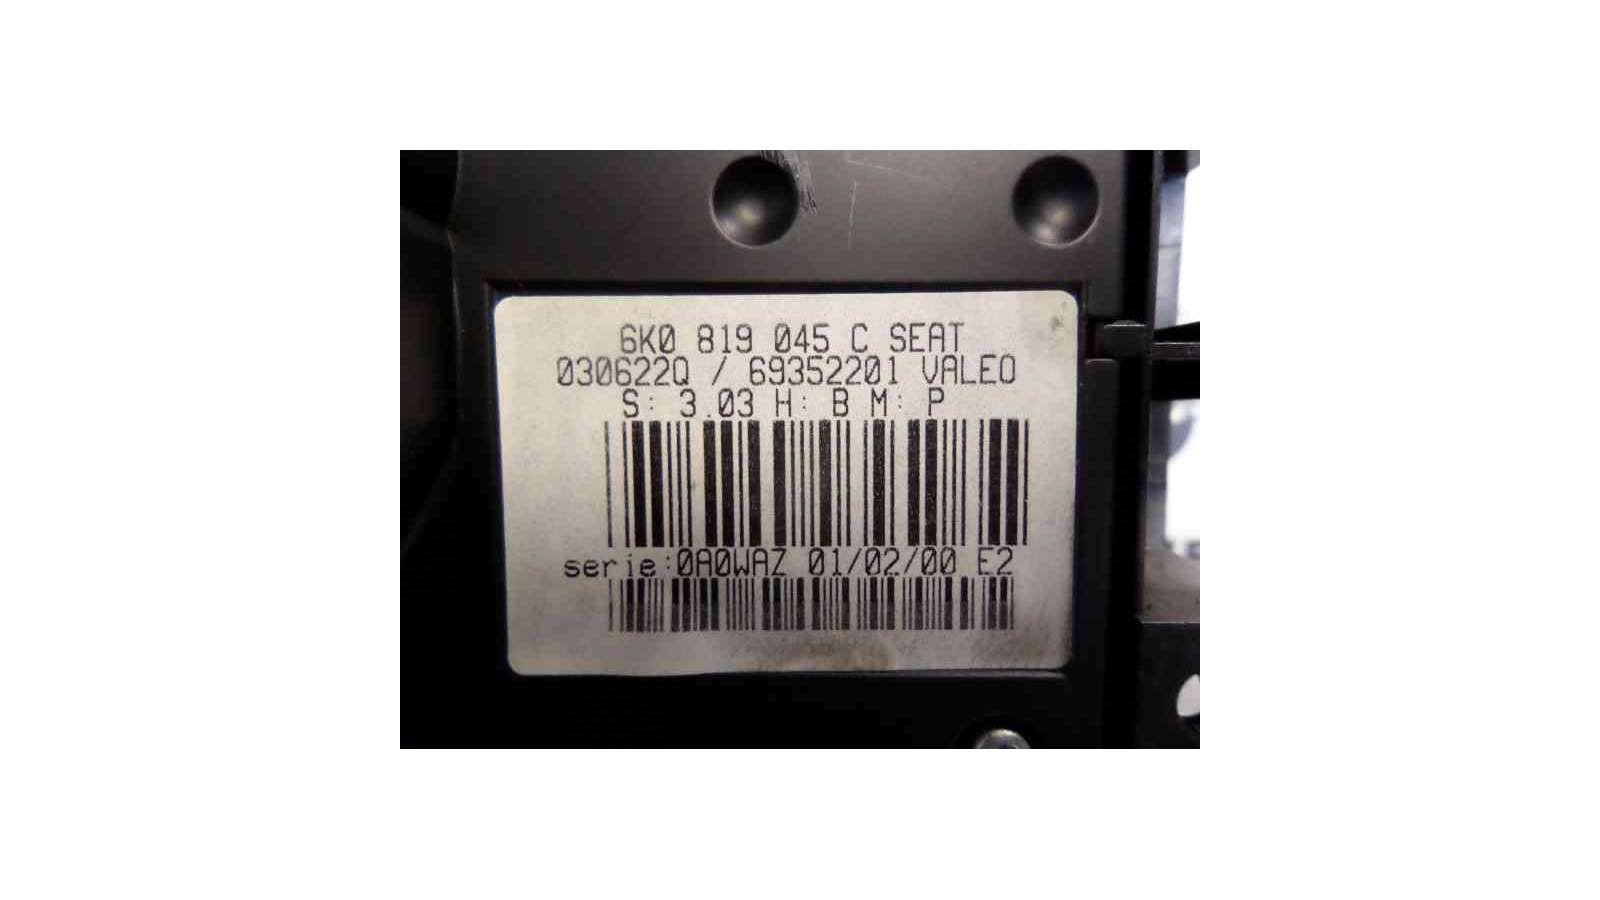 6K0 819 045 C SEAT
030622Q / 69352201 VALEO
S: 3.03 H: B M: P
serie:0A0WAZ 01/02/00 E2